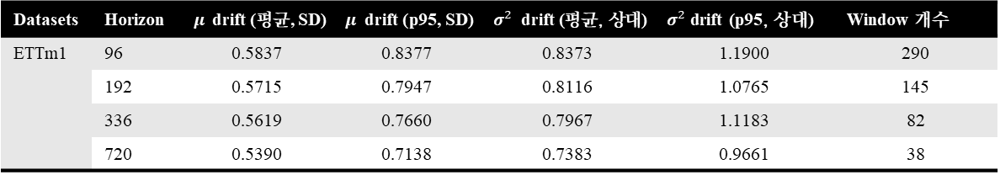 Datasets Horizon μ drift (평균, SD) μ drift (p95, SD) σ² drift (평균, 상대) σ² drift (p95, 상대) Window 개수
ETTm1 96 0.5837 0.8377 0.8373 1.1900 290
192 0.5715 0.7947 0.8116 1.0765 145
336 0.5619 0.7660 0.7967 1.1183 82
720 0.5390 0.7138 0.7383 0.9661 38